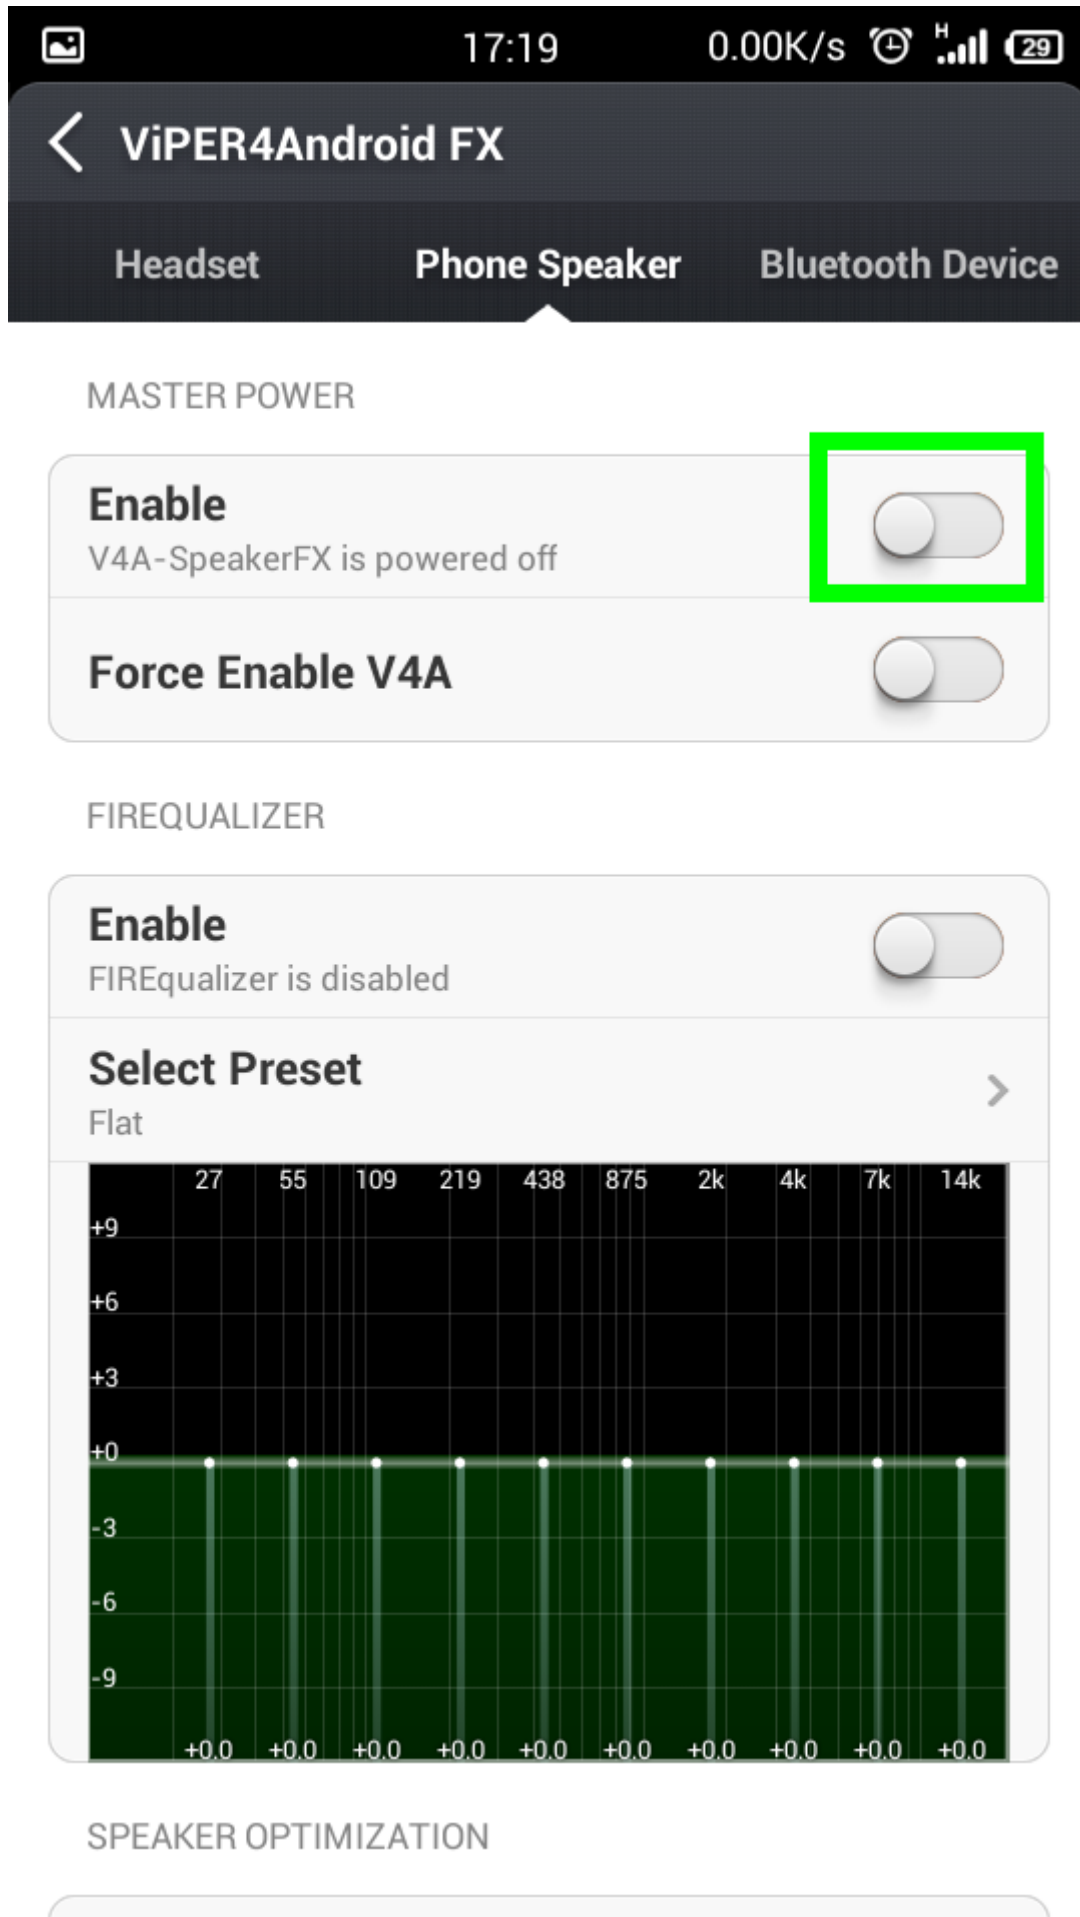 17:19 0.00K/s H 29
ViPER4Android FX
Headset Phone Speaker Bluetooth Device
MASTER POWER
Enable
V4A-SpeakerFX is powered off
Force Enable V4A
FIREQUALIZER
Enable
FIREqualizer is disabled
Select Preset
Flat
27 55 109 219 438 875 2k 4k 7k 14k
+9
+6
+3
+0
-3
-6
-9
+0.0 +0.0 +0.0 +0.0 +0.0 +0.0 +0.0 +0.0 +0.0 +0.0
SPEAKER OPTIMIZATION